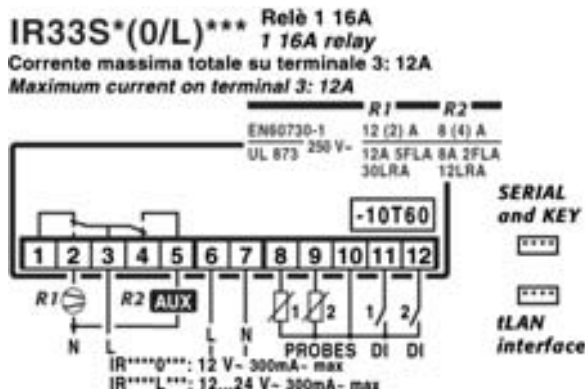 IR33S*(0/L)*** Relè 1 16A
1 16A relay
Corrente massima totale su terminale 3: 12A
Maximum current on terminal 3: 12A
R1 R2
EN60730-1 250 V~ 12 (2) A 8 (4) A
UL 873 12A 5FLA 8A 2FLA
30LRA 12LRA
-10T60
SERIAL
and KEY
1 2 3 4 5 6 7 8 9 10 11 12
R1 R2 AUX 1 2 1 2
tLAN
interface
N L L N PROBES DI DI
IR****0***: 12 V~ 300mA~ max
IR****L***: 12...24 V~ 300mA~ max